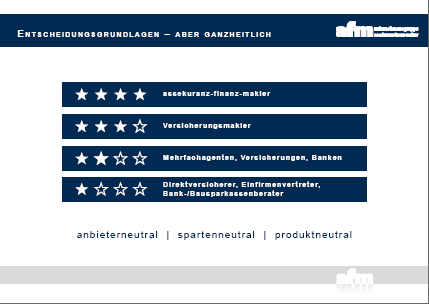 ENTSCHEIDUNGSGRUNDLAGEN – ABER GANZHEITLICH
afm
assekuranz-finanz-makler
Versicherungsmakler
Mehrfachagenten, Versicherungen, Banken
Direktversicherer, Einfirmenvertreter,
Bank-/Bausparkassenberater
anbieterneutral | spartenneutral | produktneutral
afm